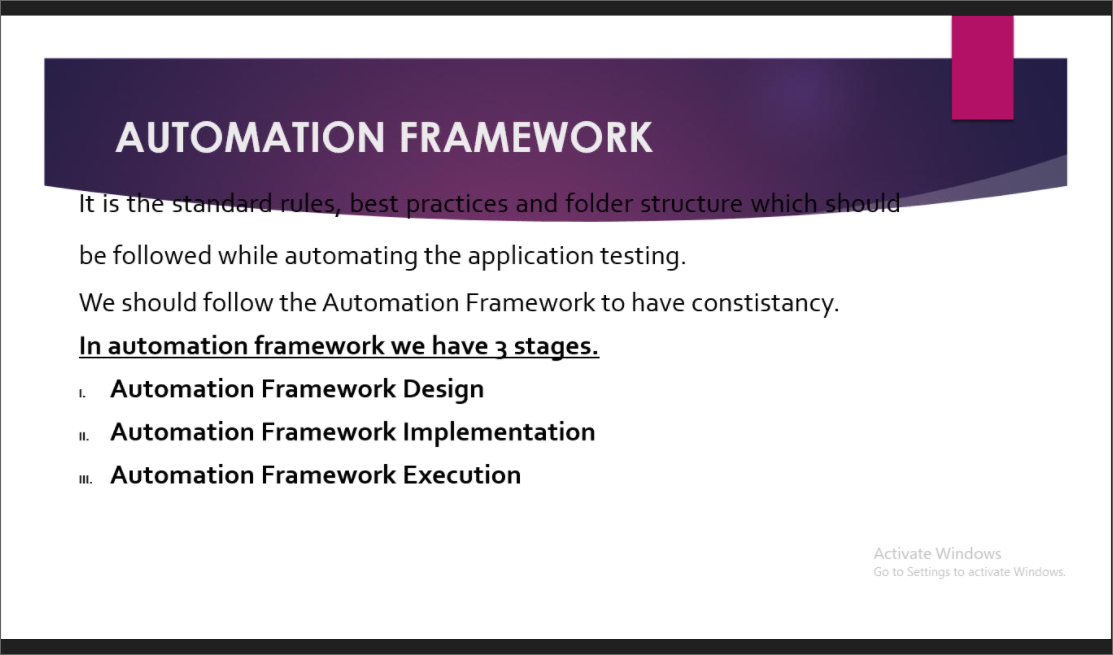 AUTOMATION FRAMEWORK
It is the standard rules, best practices and folder structure which should
be followed while automating the application testing.
We should follow the Automation Framework to have constistancy.
In automation framework we have 3 stages.
I. Automation Framework Design
II. Automation Framework Implementation
III. Automation Framework Execution
Activate Windows
Go to Settings to activate Windows.